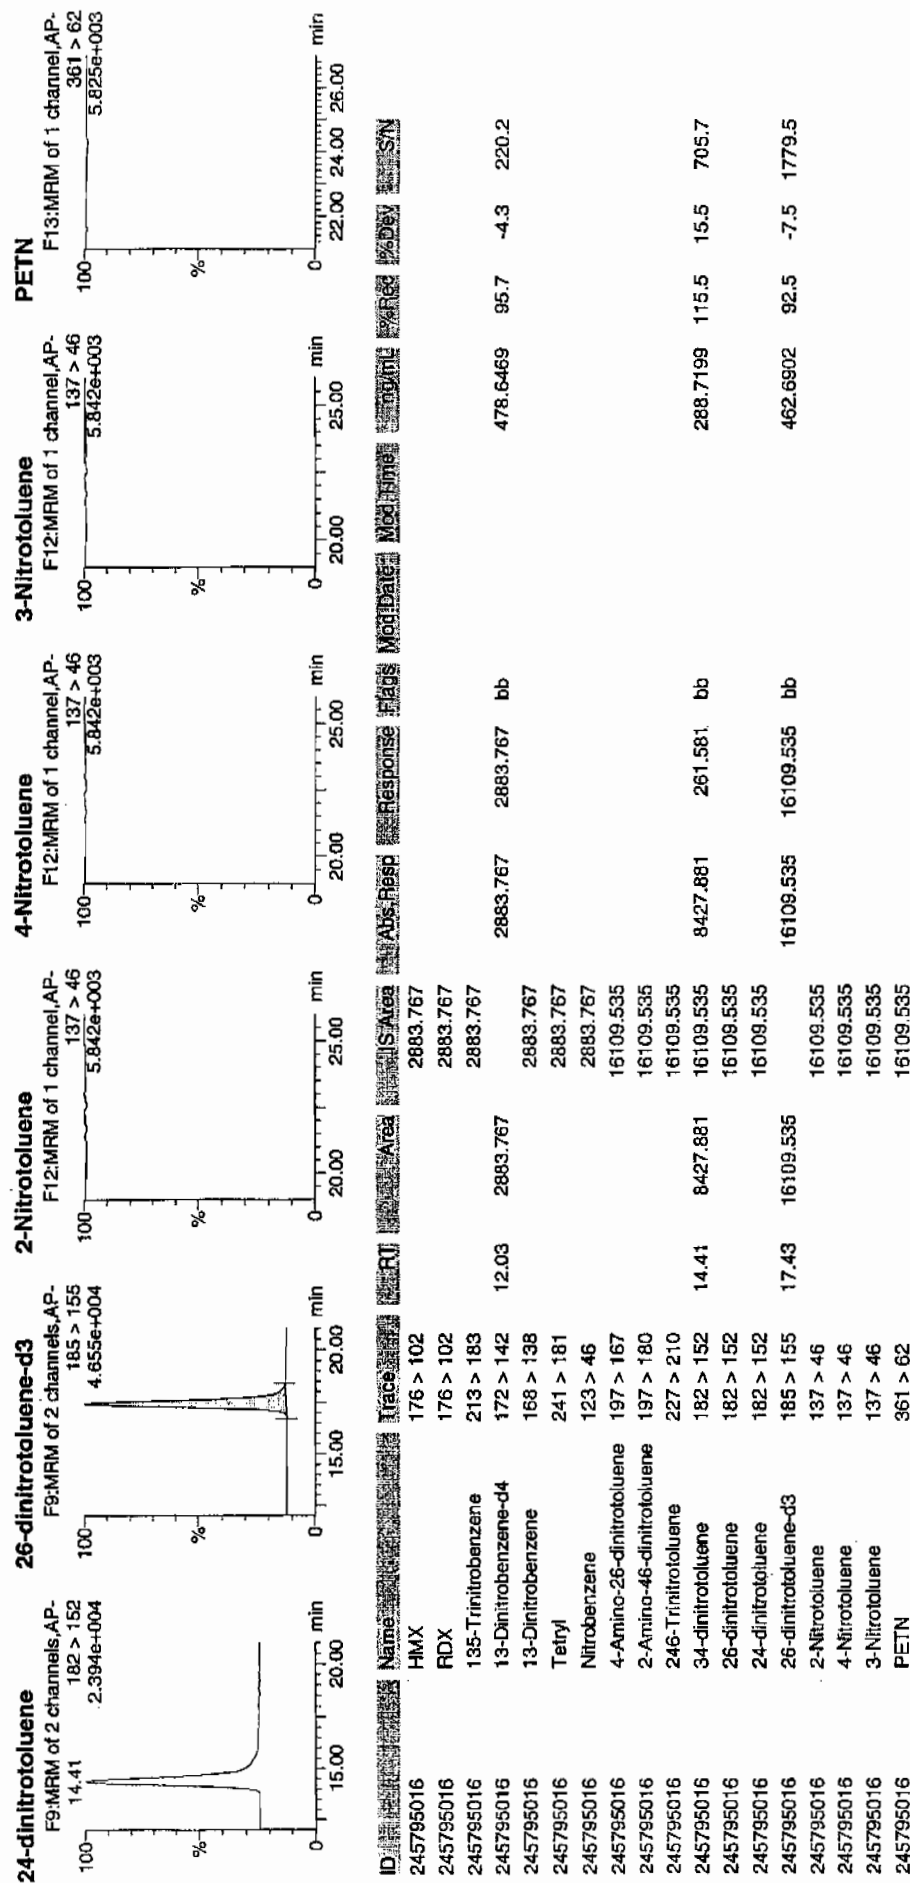 24-dinitrotoluene
F9:MRM of 2 channels,AP-
14.41 182 > 152
2.394e+004
100
%
0
15.00 20.00 min
26-dinitrotoluene-d3
F9:MRM of 2 channels,AP-
185 > 155
4.655e+004
100
%
0
15.00 20.00 min
2-Nitrotoluene
F12:MRM of 1 channel,AP-
137 > 46
5.842e+003
100
%
0
20.00 25.00 min
4-Nitrotoluene
F12:MRM of 1 channel,AP-
137 > 46
5.842e+003
100
%
0
20.00 25.00 min
3-Nitrotoluene
F12:MRM of 1 channel,AP-
137 > 46
5.842e+003
100
%
0
20.00 25.00 min
PETN
F13:MRM of 1 channel,AP-
361 > 62
5.825e+003
100
%
0
22.00 24.00 26.00 min
ID Name Trace RT Area IS Area Abs.Resp Response Flags Mod.Date Mod.Time ng/mL %Rec %Dev S/N
245795016 HMX 176 > 102 2883.767
245795016 RDX 176 > 102 2883.767
245795016 135-Trinitrobenzene 213 > 183 2883.767
245795016 13-Dinitrobenzene-d4 172 > 142 12.03 2883.767 2883.767 2883.767 bb 478.6469 95.7 -4.3 220.2
245795016 13-Dinitrobenzene 168 > 138 2883.767
245795016 Tetryl 241 > 181 2883.767
245795016 Nitrobenzene 123 > 46 2883.767
245795016 4-Amino-26-dinitrotoluene 197 > 167 16109.535
245795016 2-Amino-46-dinitrotoluene 197 > 180 16109.535
245795016 246-Trinitrotoluene 227 > 210 16109.535
245795016 34-dinitrotoluene 182 > 152 14.41 8427.881 16109.535 8427.881 261.581 bb 288.7199 115.5 15.5 705.7
245795016 26-dinitrotoluene 182 > 152 16109.535
245795016 24-dinitrotoluene 182 > 152 16109.535
245795016 26-dinitrotoluene-d3 185 > 155 17.43 16109.535 16109.535 16109.535 bb 462.6902 92.5 -7.5 1779.5
245795016 2-Nitrotoluene 137 > 46 16109.535
245795016 4-Nitrotoluene 137 > 46 16109.535
245795016 3-Nitrotoluene 137 > 46 16109.535
245795016 PETN 361 > 62 16109.535